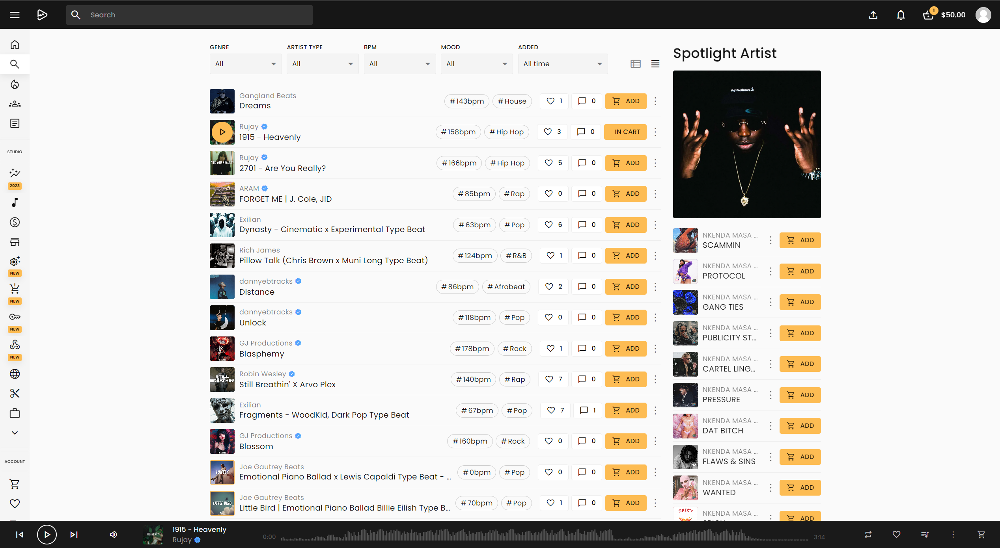 Search
1
$50.00
STUDIO
2023
NEW
NEW
NEW
NEW
ACCOUNT
GENRE
ARTIST TYPE
BPM
MOOD
ADDED
All
All
All
All
All time
Gangland Beats
Dreams
#143bpm
#House
1
0
ADD
Rujay
1915 - Heavenly
#158bpm
#Hip Hop
3
0
IN CART
ARE YOU REALLY?
Rujay
2701 - Are You Really?
#166bpm
#Hip Hop
5
0
ADD
ARAM
FORGET ME | J. Cole, JID
#85bpm
#Rap
0
0
ADD
Exilian
Dynasty - Cinematic x Experimental Type Beat
#63bpm
#Pop
6
0
ADD
Rich James
Pillow Talk (Chris Brown x Muni Long Type Beat)
#124bpm
#R&B
1
0
ADD
dannyebtracks
Distance
#86bpm
#Afrobeat
2
0
ADD
dannyebtracks
Unlock
#118bpm
#Pop
0
0
ADD
GJ Productions
Blasphemy
#178bpm
#Rock
1
0
ADD
STILL
BREATHIN'
Robin Wesley
Still Breathin' X Arvo Plex
#140bpm
#Rap
7
0
ADD
Exilian
Fragments - WoodKid, Dark Pop Type Beat
#67bpm
#Pop
7
1
ADD
GJ Productions
Blossom
#160bpm
#Rock
0
0
ADD
LONELY
Joe Gautrey Beats
Emotional Piano Ballad x Lewis Capaldi Type Beat - ...
#0bpm
#Pop
0
0
ADD
LITTLE BIRD
Joe Gautrey Beats
Little Bird | Emotional Piano Ballad Billie Eilish Type B...
#70bpm
#Pop
1
0
ADD
Spotlight Artist
Pay Producers
NKENDA MASA ...
SCAMMIN
ADD
NKENDA MASA ...
PROTOCOL
ADD
NKENDA MASA ...
GANG TIES
ADD
NKENDA MASA ...
PUBLICITY ST...
ADD
NKENDA MASA ...
CARTEL LING...
ADD
NKENDA MASA ...
PRESSURE
ADD
NKENDA MASA ...
DAT BITCH
ADD
NKENDA MASA ...
FLAWS & SINS
ADD
NKENDA MASA ...
WANTED
ADD
SPICY
NKENDA MASA ...
ADD
HEAVENLY
1915 - Heavenly
Rujay
0:00
3:14